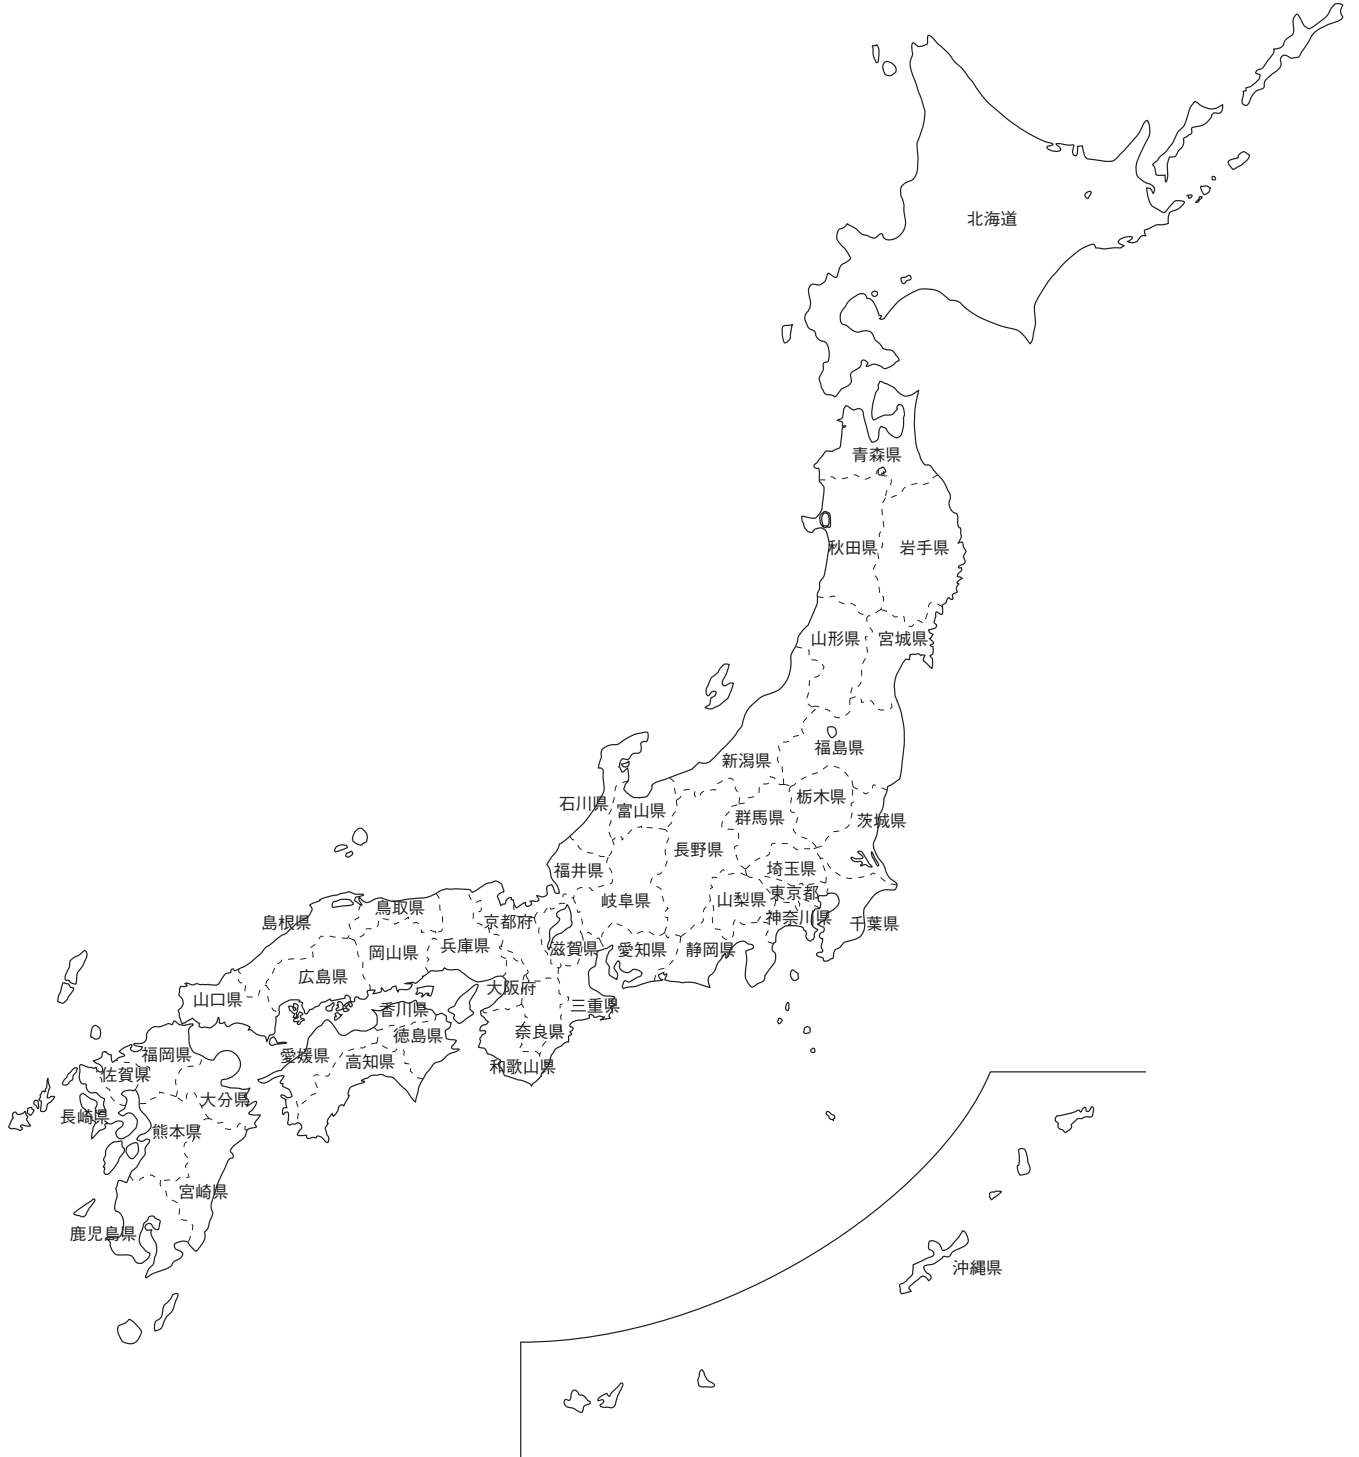 北海道
青森県
秋田県
岩手県
山形県
宮城県
福島県
新潟県
栃木県
石川県
富山県
群馬県
茨城県
長野県
福井県
埼玉県
東京都
岐阜県
山梨県
神奈川県
千葉県
鳥取県
島根県
京都府
岡山県
兵庫県
滋賀県
愛知県
静岡県
広島県
大阪府
山口県
三重県
香川県
奈良県
徳島県
福岡県
愛媛県
高知県
和歌山県
佐賀県
大分県
長崎県
熊本県
宮崎県
鹿児島県
沖縄県